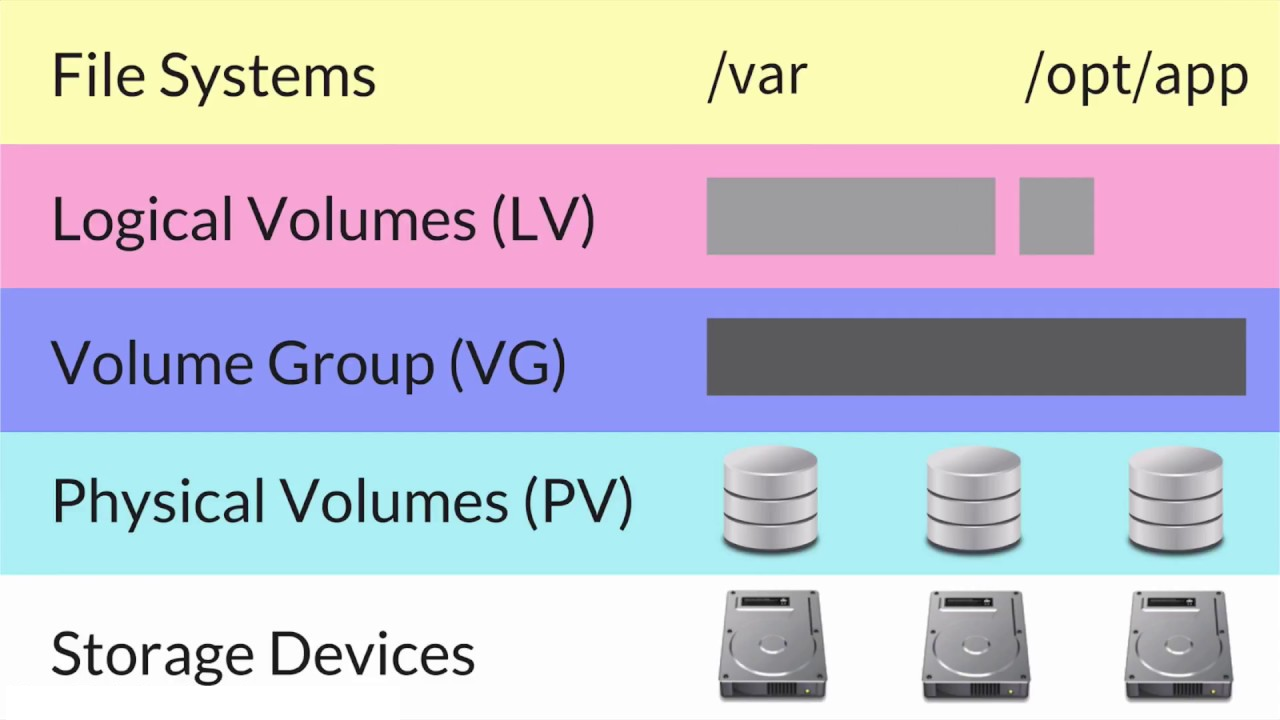 File Systems /var /opt/app
Logical Volumes (LV)
Volume Group (VG)
Physical Volumes (PV)
Storage Devices